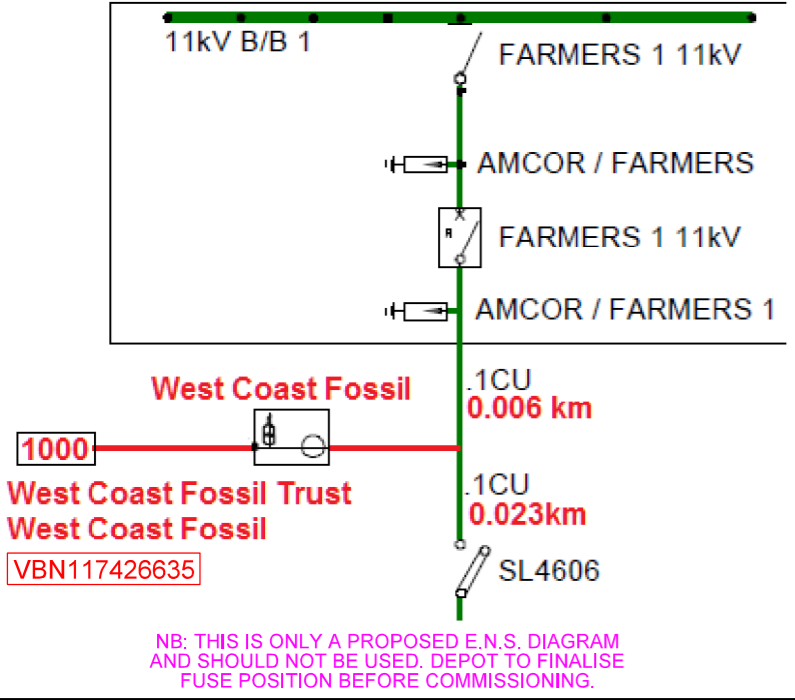 11kV B/B 1
FARMERS 1 11kV
AMCOR / FARMERS
R
FARMERS 1 11kV
AMCOR / FARMERS 1
.1CU
0.006 km
West Coast Fossil
1000
West Coast Fossil Trust
West Coast Fossil
VBN117426635
.1CU
0.023km
SL4606
NB: THIS IS ONLY A PROPOSED E.N.S. DIAGRAM
AND SHOULD NOT BE USED. DEPOT TO FINALISE
FUSE POSITION BEFORE COMMISSIONING.